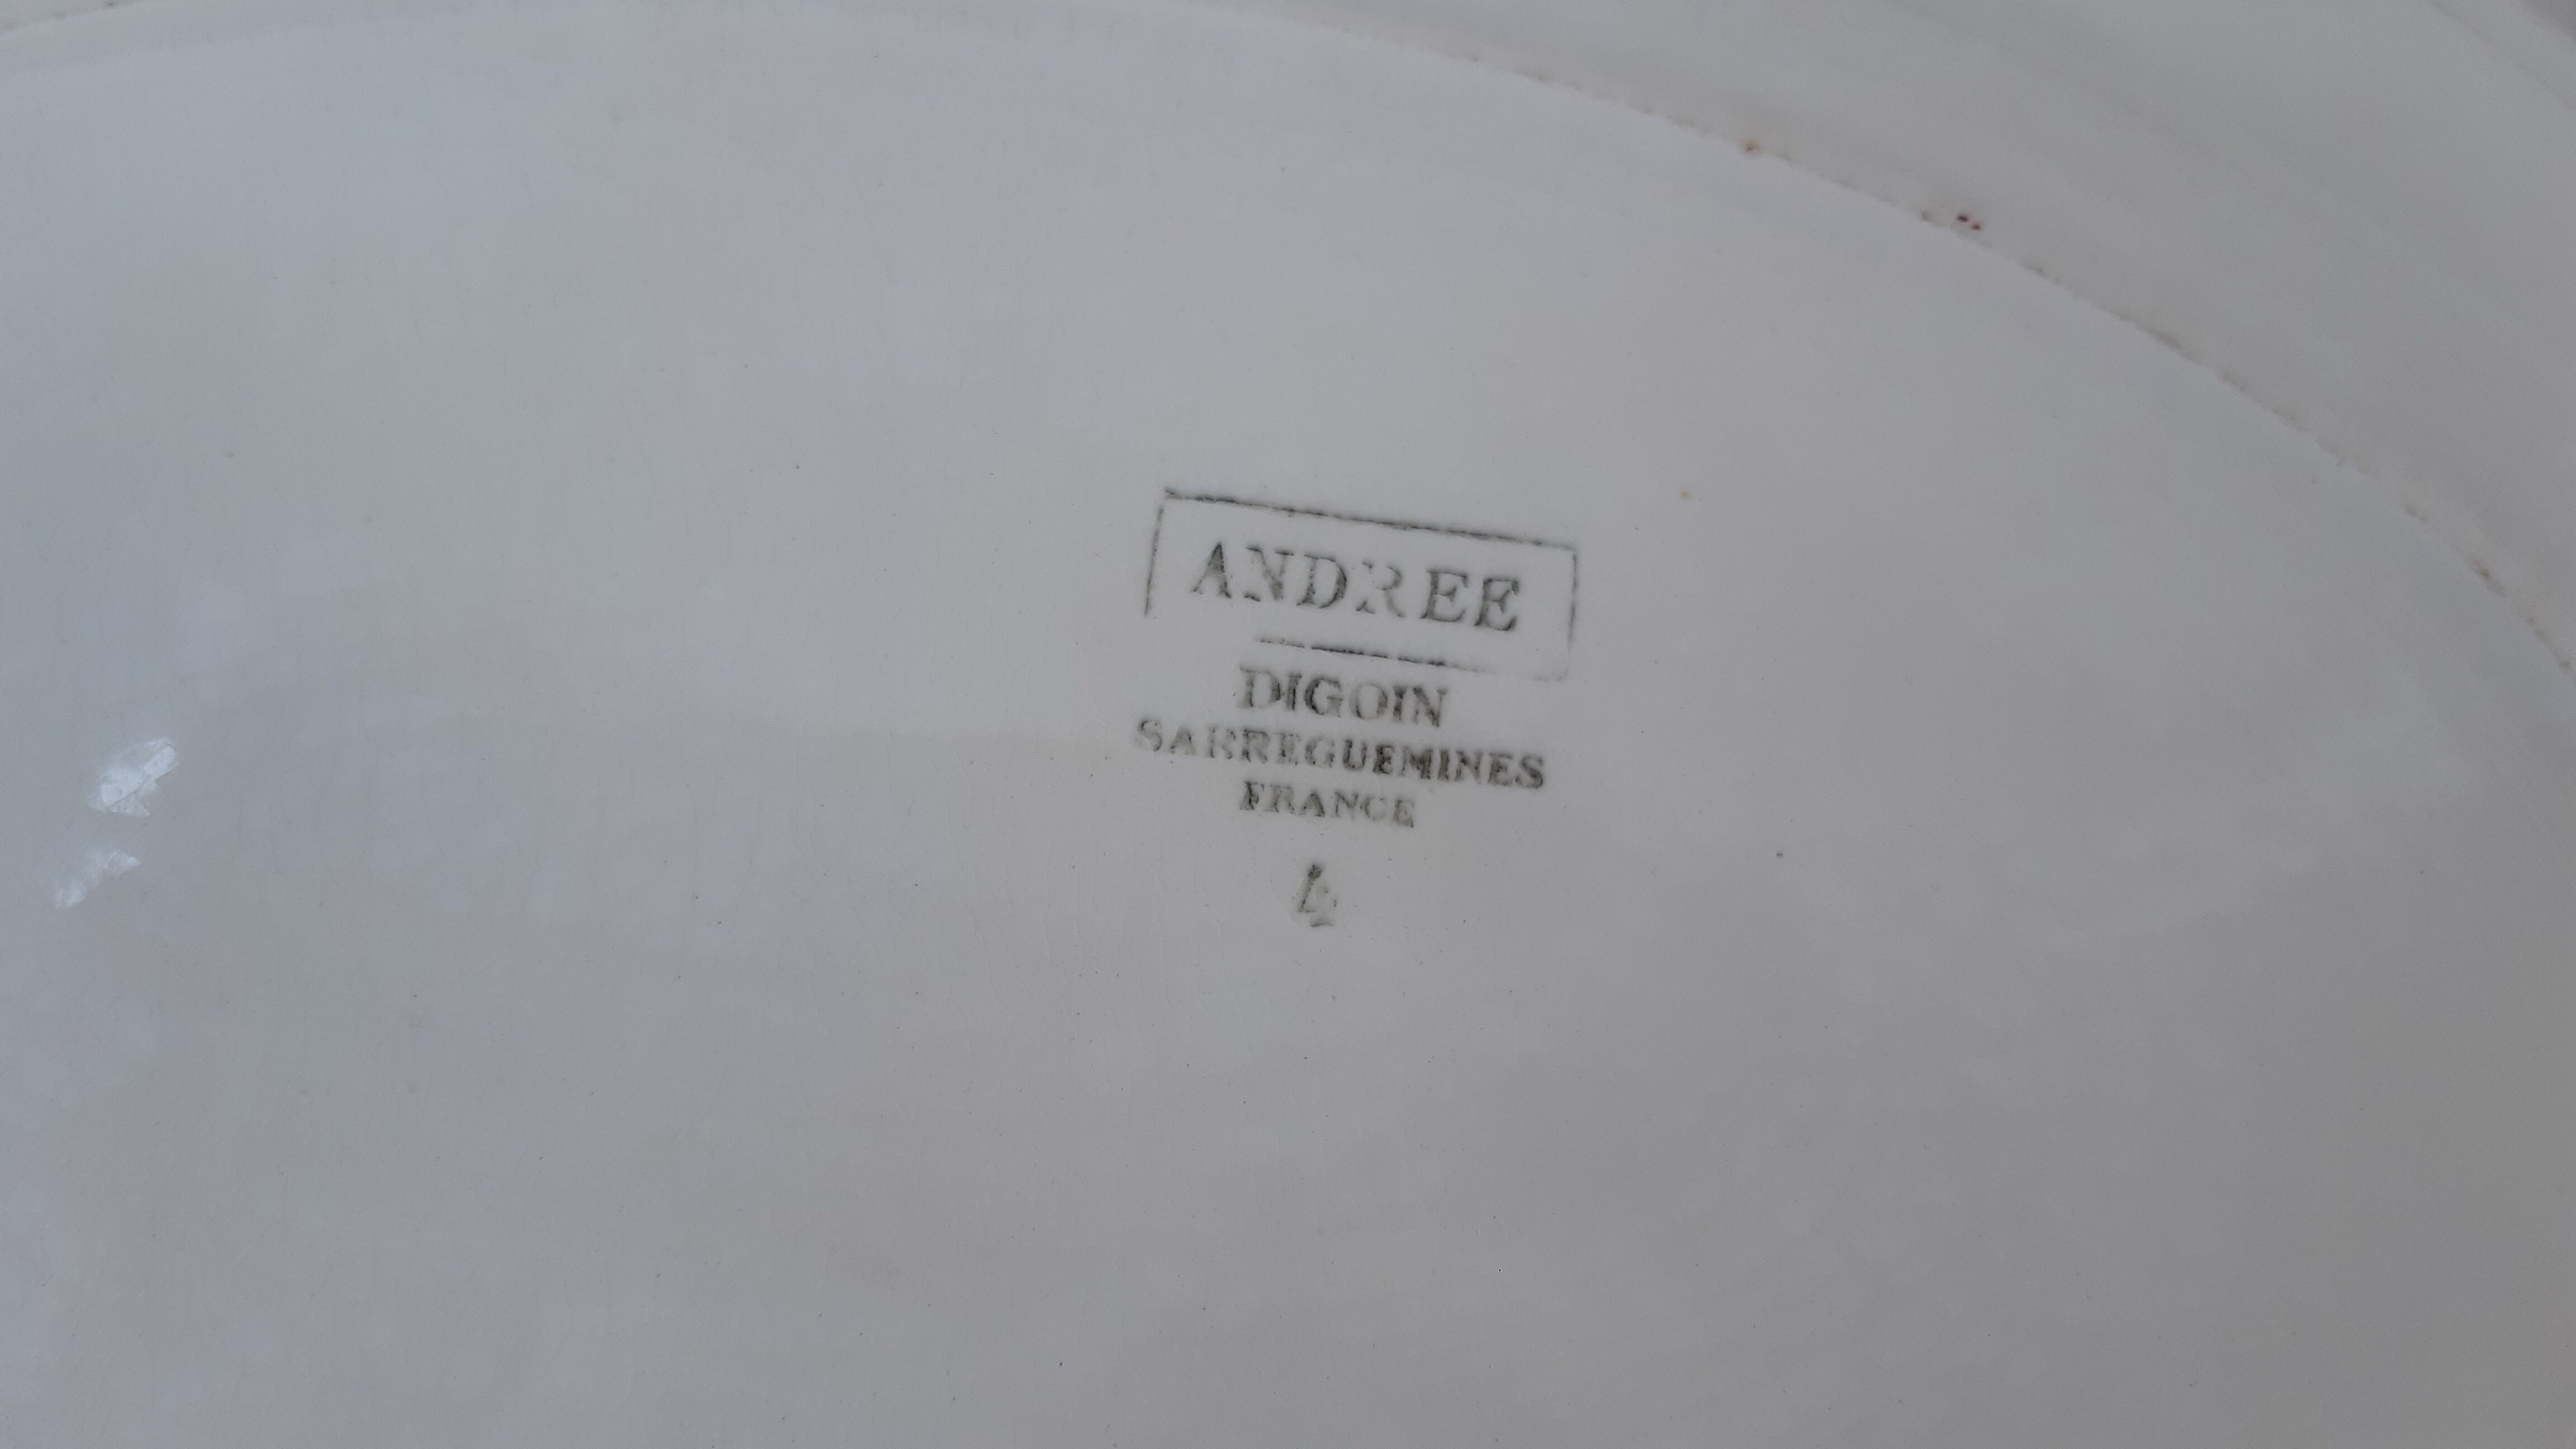 ANDREE
DIGOIN
SARREGUEMINES
FRANCE
4